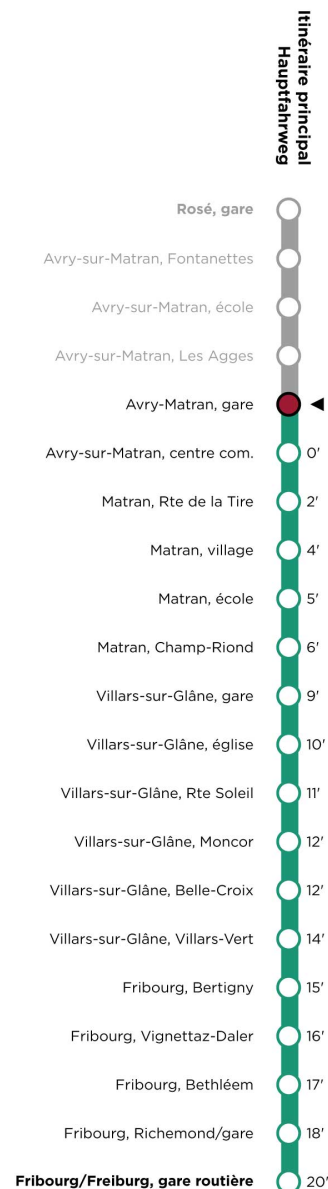 Itinéraire principal
Hauptfahrweg
Rosé, gare
Avry-sur-Matran, Fontanettes
Avry-sur-Matran, école
Avry-sur-Matran, Les Agges
Avry-Matran, gare
Avry-sur-Matran, centre com. 0'
Matran, Rte de la Tire 2'
Matran, village 4'
Matran, école 5'
Matran, Champ-Riond 6'
Villars-sur-Glâne, gare 9'
Villars-sur-Glâne, église 10'
Villars-sur-Glâne, Rte Soleil 11'
Villars-sur-Glâne, Moncor 12'
Villars-sur-Glâne, Belle-Croix 12'
Villars-sur-Glâne, Villars-Vert 14'
Fribourg, Bertigny 15'
Fribourg, Vignettaz-Daler 16'
Fribourg, Bethléem 17'
Fribourg, Richemond/gare 18'
Fribourg/Freiburg, gare routière 20'